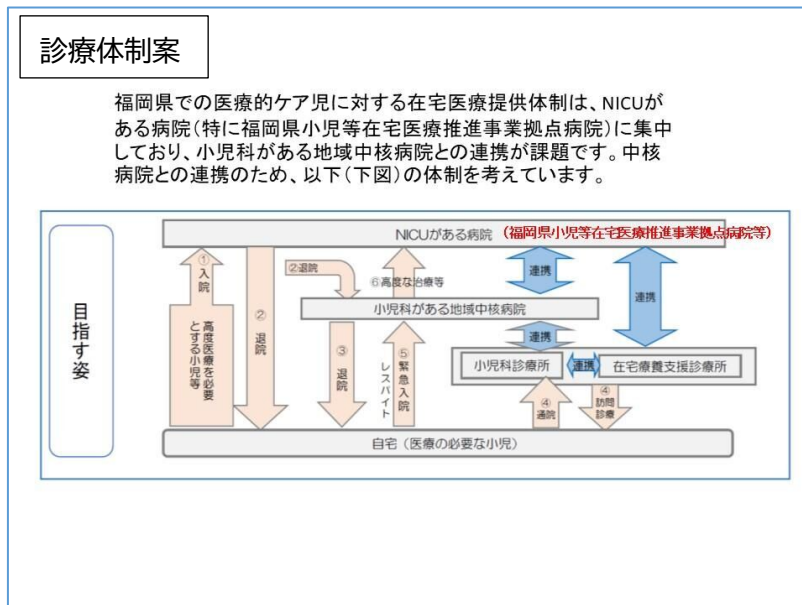 診療体制案
福岡県での医療的ケア児に対する在宅医療提供体制は、NICUが
ある病院(特に福岡県小児等在宅医療推進事業拠点病院)に集中
しており、小児科がある地域中核病院との連携が課題です。中核
病院との連携のため、以下(下図)の体制を考えています。
目指す姿
NICUがある病院 (福岡県小児等在宅医療推進事業拠点病院等)
①入院
高度医療を必要
とする小児等
②退院
②退院
⑥高度な治療等
連携
連携
小児科がある地域中核病院
③退院
⑤緊急入院
レスパイト
連携
小児科診療所
連携
在宅療養支援診療所
④通院
④訪問診療
自宅(医療の必要な小児)